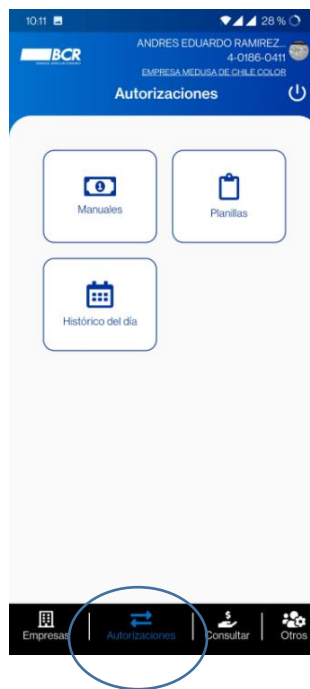 10:11 28 %
ANDRES EDUARDO RAMIREZ...
BCR 4-0186-0411
EMPRESA MEDUSA DE CHILE COLOR
Autorizaciones
Manuales Planillas
Histórico del día
Empresas Autorizaciones Consultar Otros